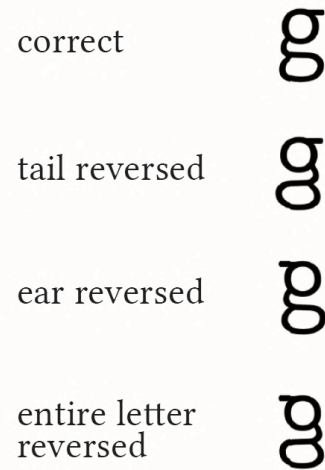 correct g
tail reversed g
ear reversed g
entire letter
reversed g